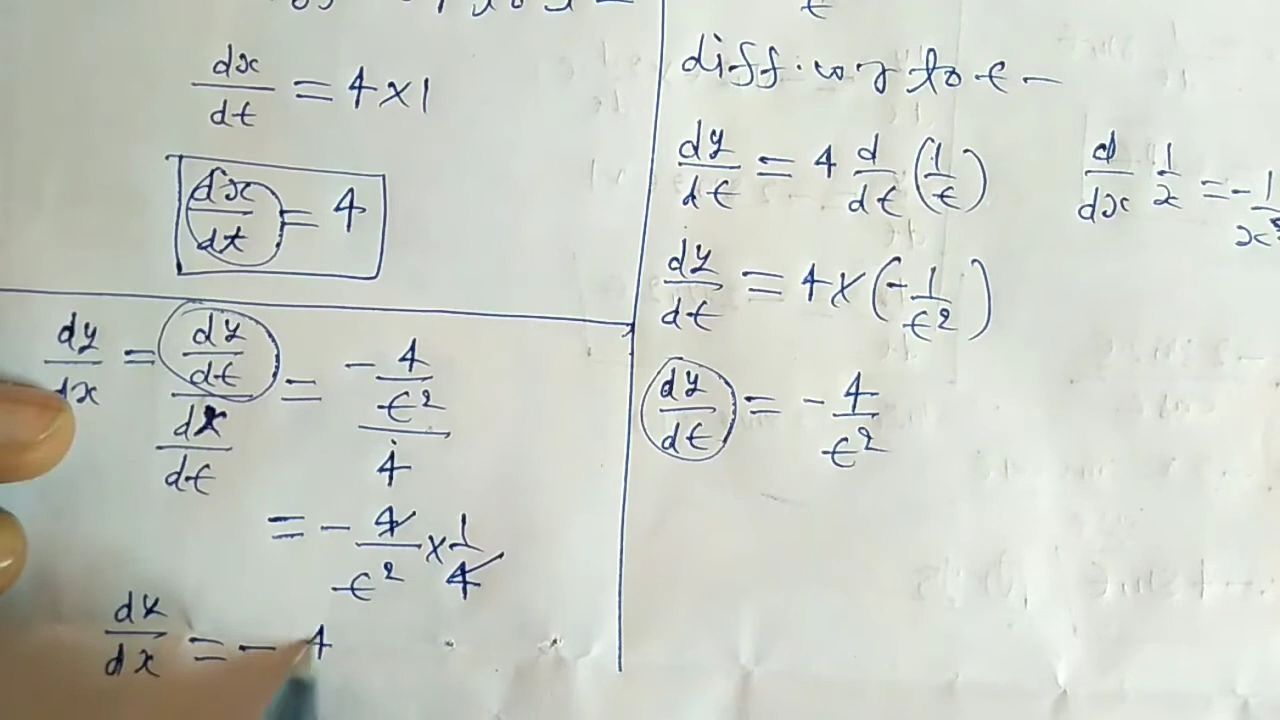 dx/dt = 4×1
dx/dt = 4
dy/dx = (dy/dt)/(dx/dt) = (-4/t²)/4
= -4/t² × 1/4
dy/dx = - 4
t
diff. w r to t -
dy/dt = 4 d/dt (1/t)
d/dx 1/x = -1/x²
dy/dt = 4×(-1/t²)
dy/dt = -4/t²